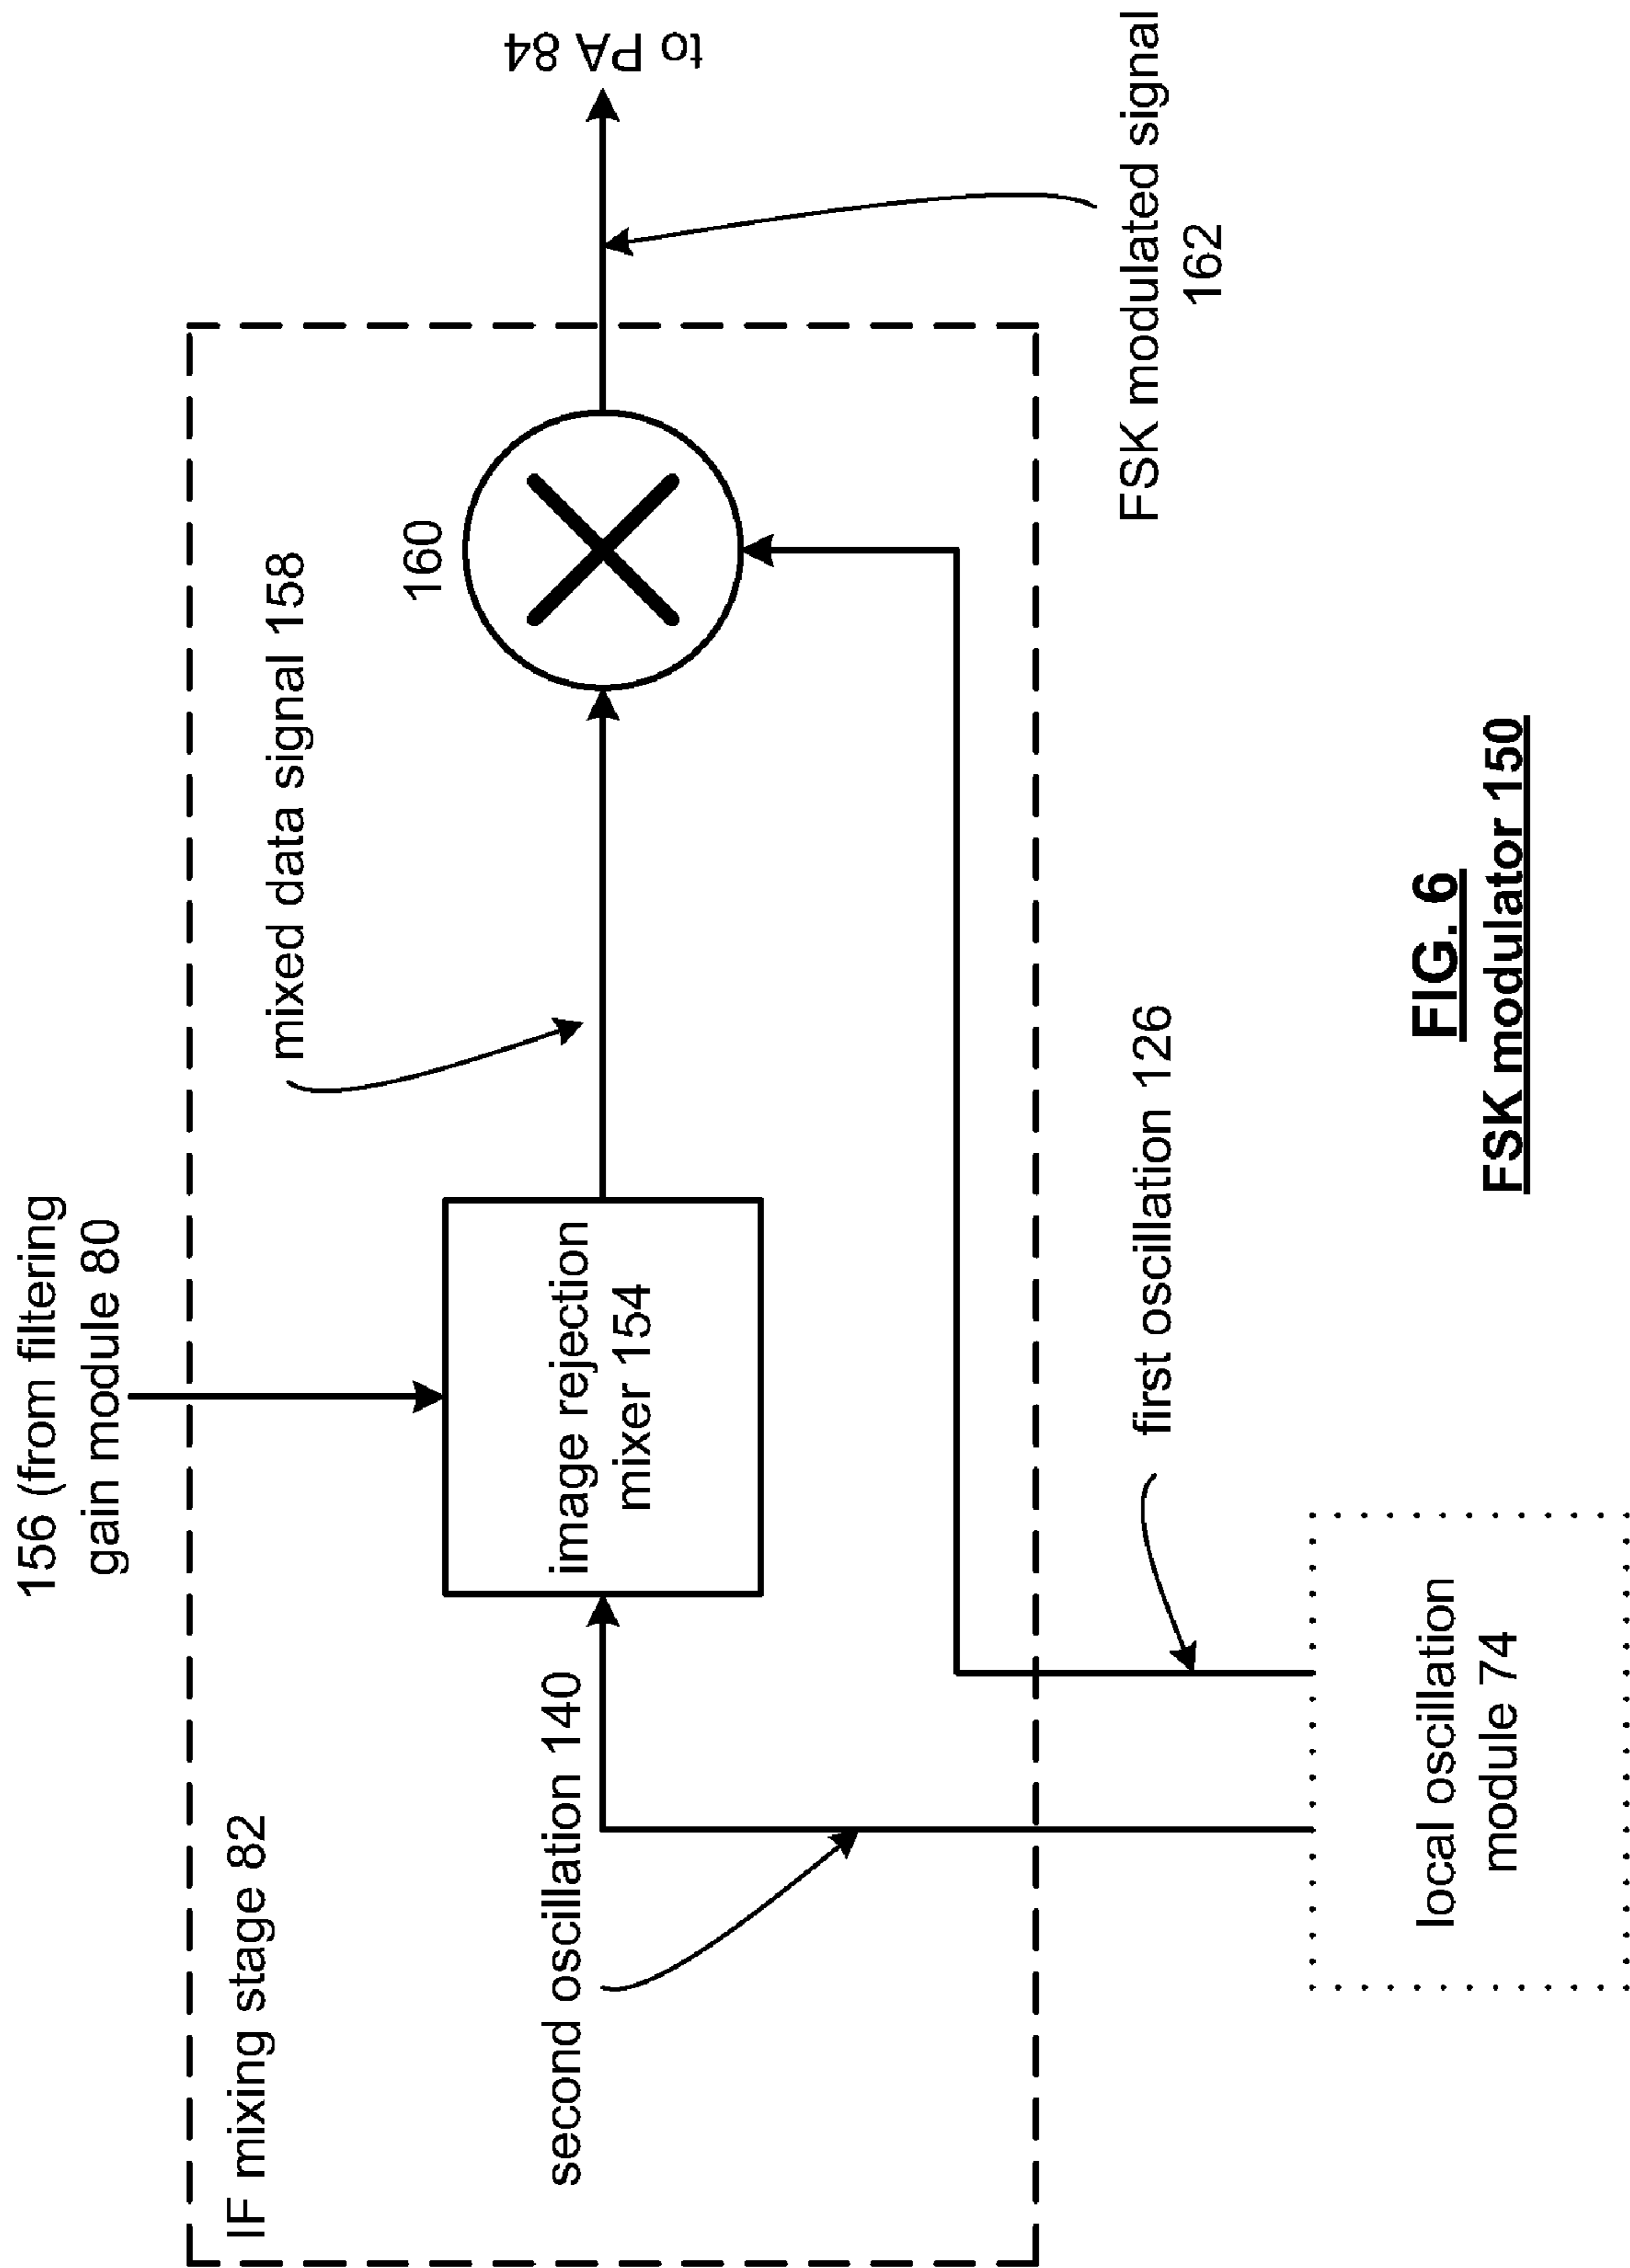 156 (from filtering
gain module 80
IF mixing stage 82
mixed data signal 158
160
to PA 84
second oscillation 140
image rejection
mixer 154
FSK modulated signal
162
first oscillation 126
local oscillation
module 74
FIG. 6
FSK modulator 150